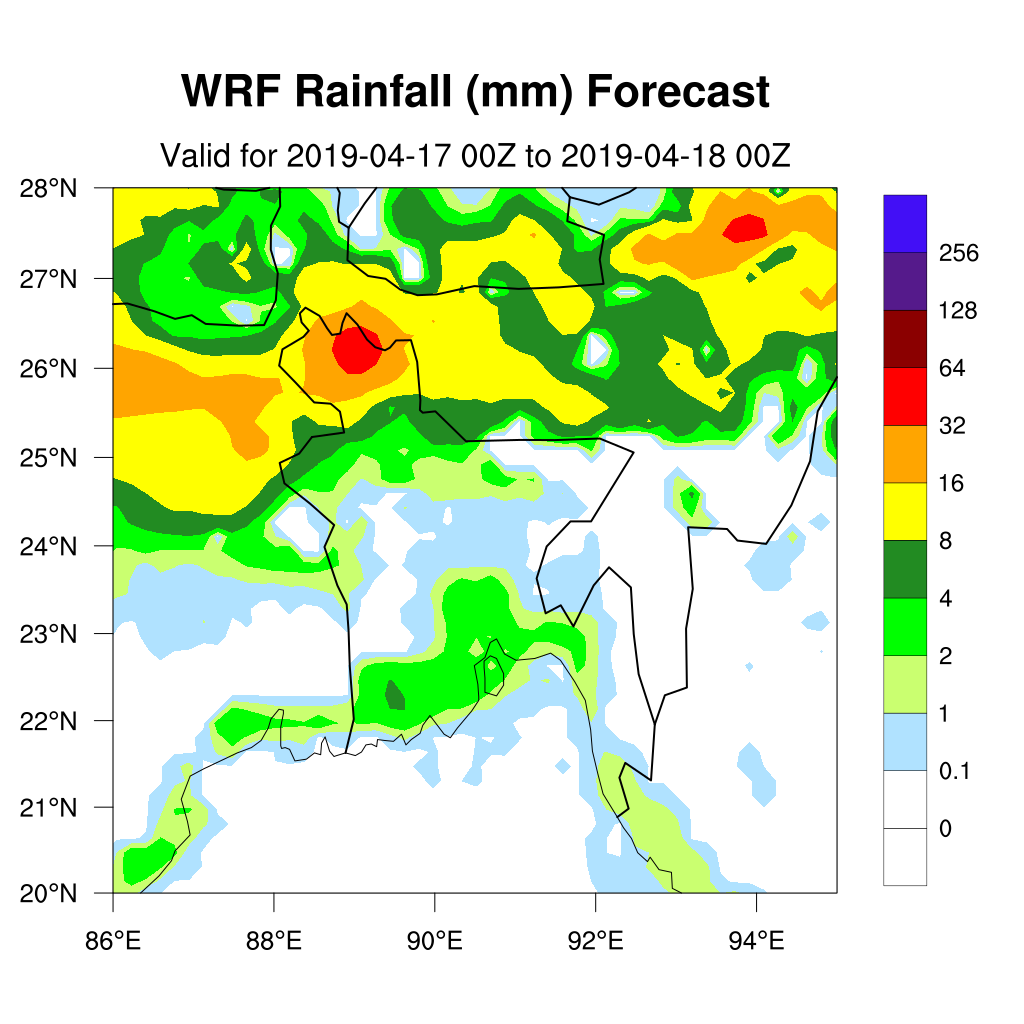 WRF Rainfall (mm) Forecast
Valid for 2019-04-17 00Z to 2019-04-18 00Z
28°N
27°N
26°N
25°N
24°N
23°N
22°N
21°N
20°N
86°E 88°E 90°E 92°E 94°E
256
128
64
32
16
8
4
2
1
0.1
0